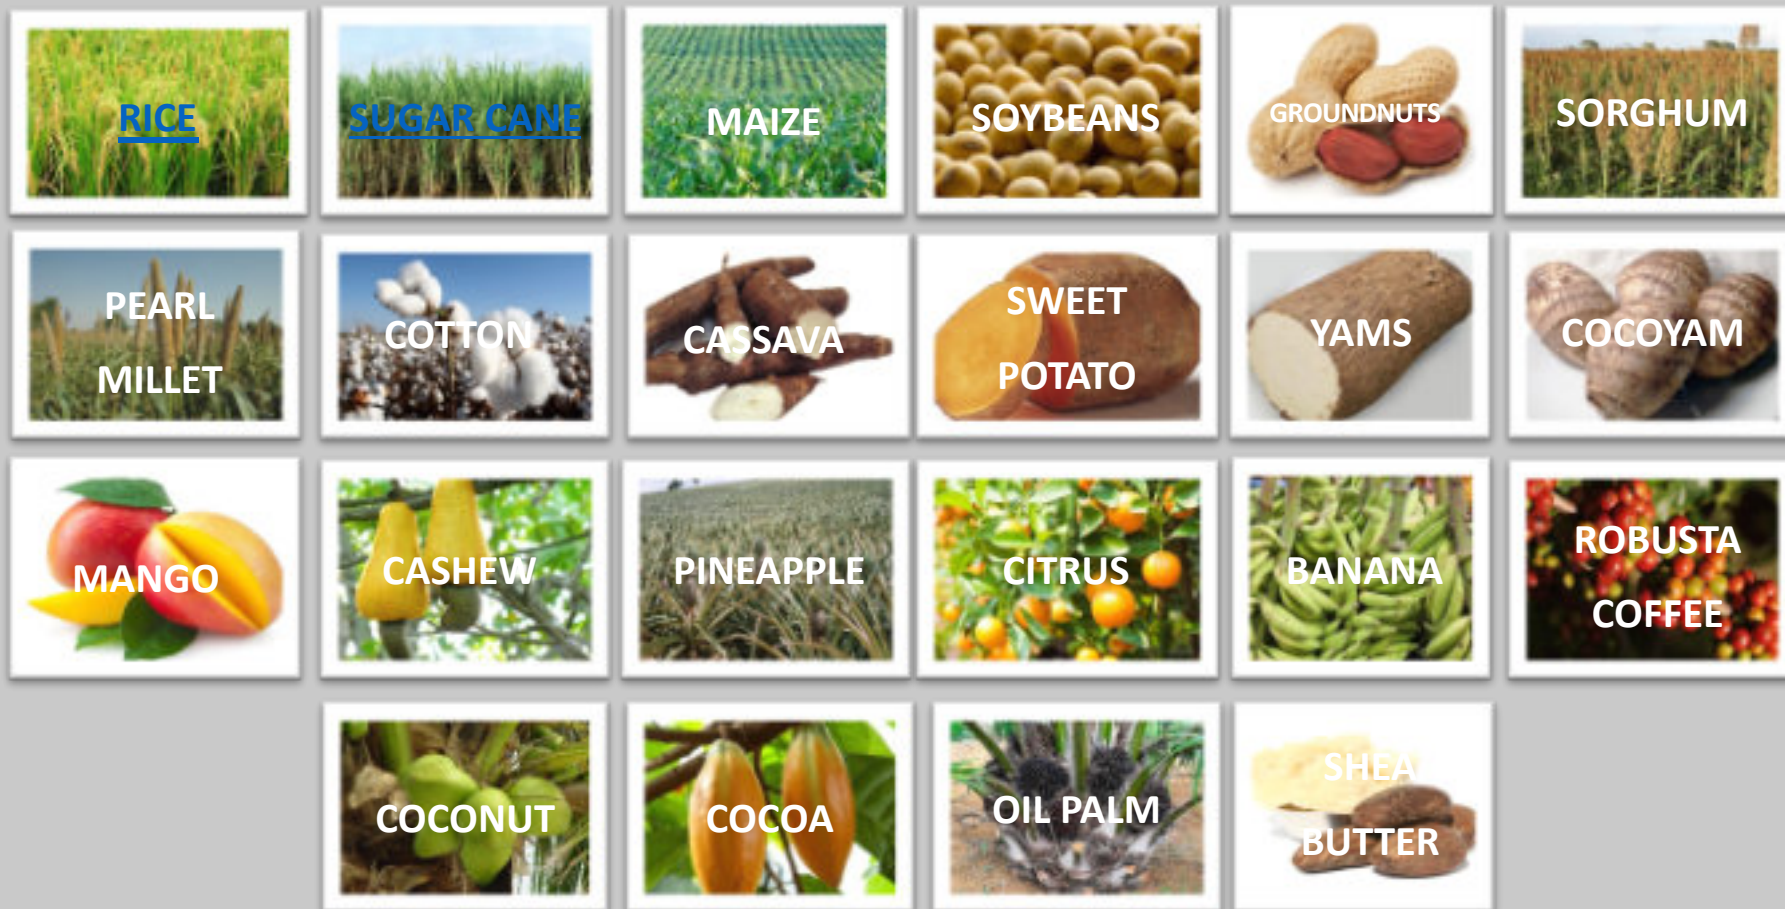 RICE
SUGAR CANE
MAIZE
SOYBEANS
GROUNDNUTS
SORGHUM
PEARL
MILLET
COTTON
CASSAVA
SWEET
POTATO
YAMS
COCOYAM
MANGO
CASHEW
PINEAPPLE
CITRUS
BANANA
ROBUSTA
COFFEE
COCONUT
COCOA
OIL PALM
SHEA
BUTTER